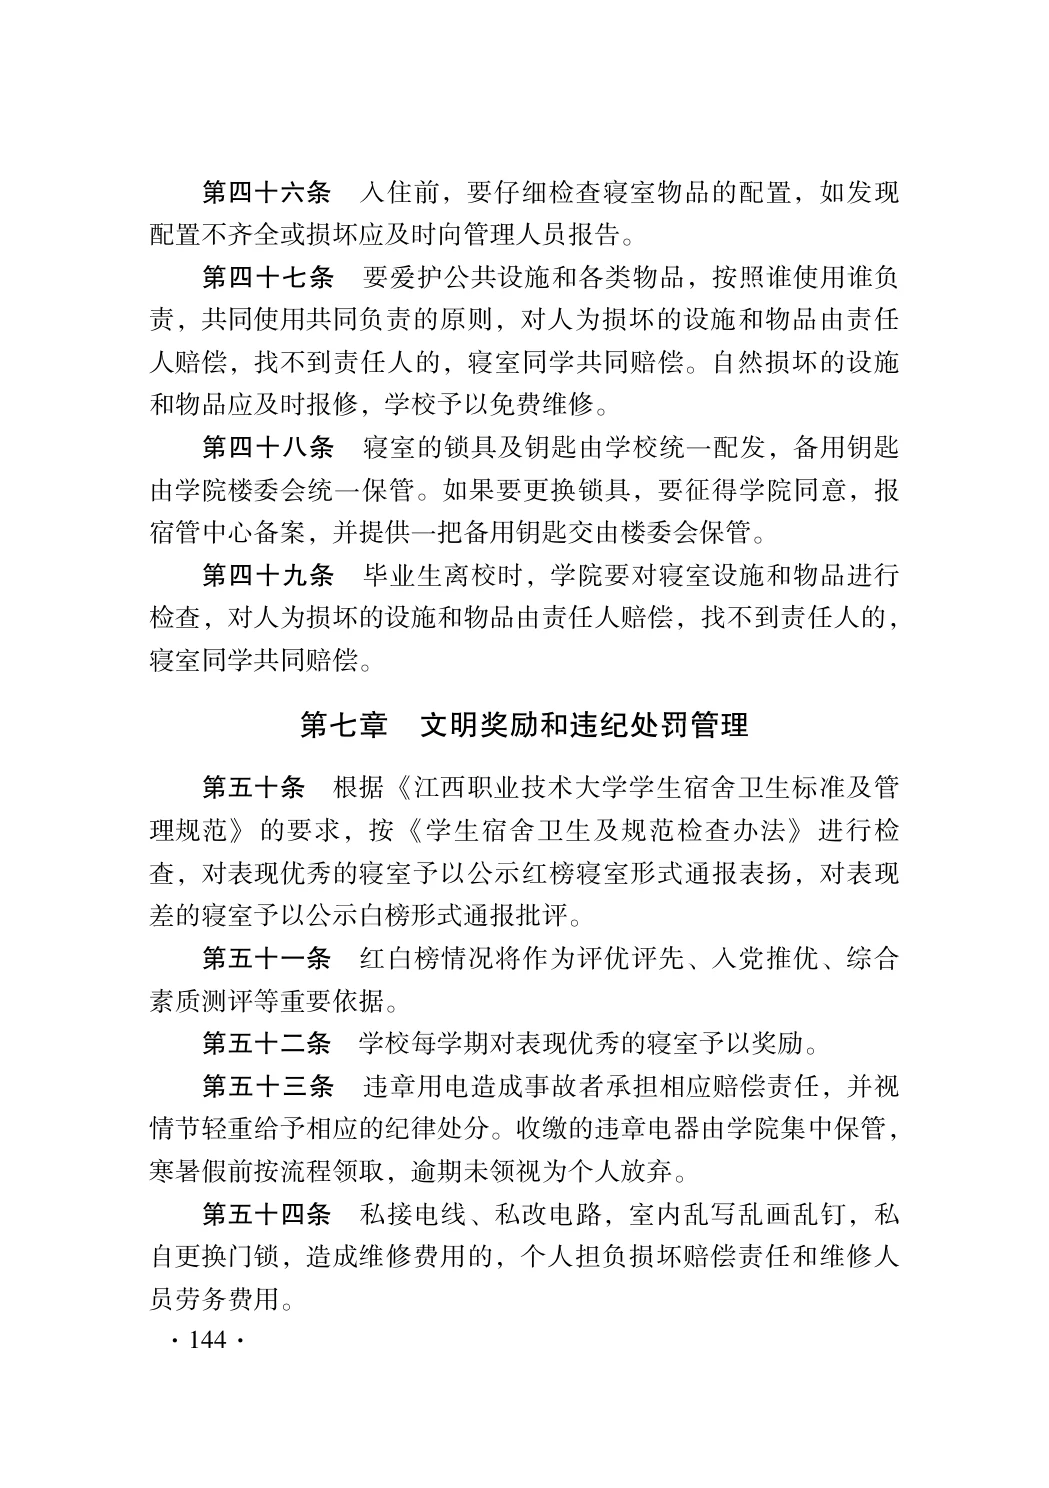 第四十六条　入住前，要仔细检查寝室物品的配置，如发现
配置不齐全或损坏应及时向管理人员报告。
第四十七条　要爱护公共设施和各类物品，按照谁使用谁负
责，共同使用共同负责的原则，对人为损坏的设施和物品由责任
人赔偿，找不到责任人的，寝室同学共同赔偿。自然损坏的设施
和物品应及时报修，学校予以免费维修。
第四十八条　寝室的锁具及钥匙由学校统一配发，备用钥匙
由学院楼委会统一保管。如果要更换锁具，要征得学院同意，报
宿管中心备案，并提供一把备用钥匙交由楼委会保管。
第四十九条　毕业生离校时，学院要对寝室设施和物品进行
检查，对人为损坏的设施和物品由责任人赔偿，找不到责任人的，
寝室同学共同赔偿。
第七章　文明奖励和违纪处罚管理
第五十条　根据《江西职业技术大学学生宿舍卫生标准及管
理规范》的要求，按《学生宿舍卫生及规范检查办法》进行检
查，对表现优秀的寝室予以公示红榜寝室形式通报表扬，对表现
差的寝室予以公示白榜形式通报批评。
第五十一条　红白榜情况将作为评优评先、入党推优、综合
素质测评等重要依据。
第五十二条　学校每学期对表现优秀的寝室予以奖励。
第五十三条　违章用电造成事故者承担相应赔偿责任，并视
情节轻重给予相应的纪律处分。收缴的违章电器由学院集中保管，
寒暑假前按流程领取，逾期未领视为个人放弃。
第五十四条　私接电线、私改电路，室内乱写乱画乱钉，私
自更换门锁，造成维修费用的，个人担负损坏赔偿责任和维修人
员劳务费用。
·144·